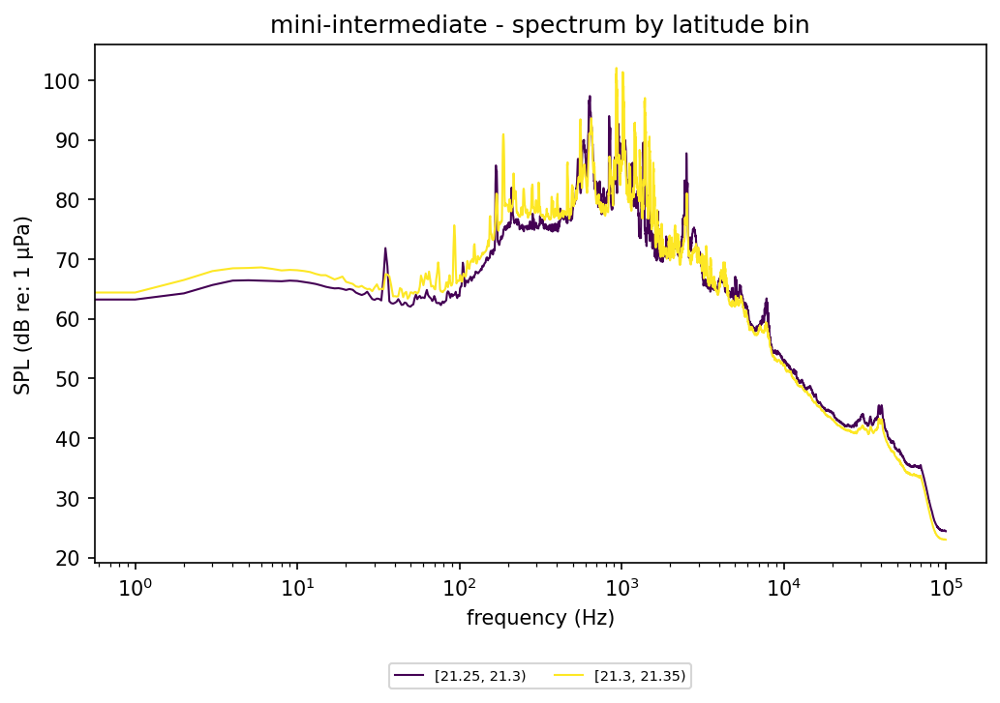 mini-intermediate - spectrum by latitude bin
SPL (dB re: 1 µPa)
100
90
80
70
60
50
40
30
20
10⁰ 10¹ 10² 10³ 10⁴ 10⁵
frequency (Hz)
[21.25, 21.3) [21.3, 21.35)